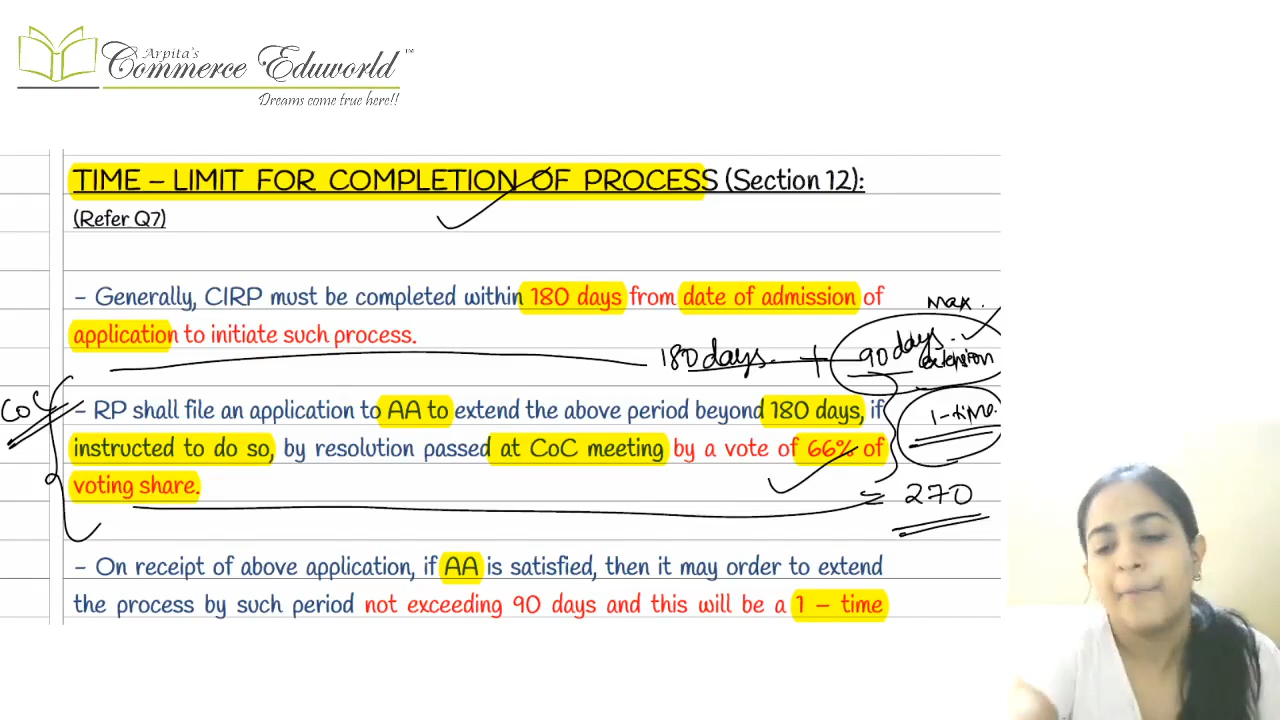 Arpita's
Commerce Eduworld™
Dreams come true here!!
TIME – LIMIT FOR COMPLETION OF PROCESS (Section 12):
(Refer Q7)
– Generally, CIRP must be completed within 180 days from date of admission of
max.
application to initiate such process.
180 days. + 90 days.
extension
CoC
– RP shall file an application to AA to extend the above period beyond 180 days, if
1-time.
instructed to do so, by resolution passed at CoC meeting by a vote of 66% of
voting share.
= 270
– On receipt of above application, if AA is satisfied, then it may order to extend
the process by such period not exceeding 90 days and this will be a 1 – time